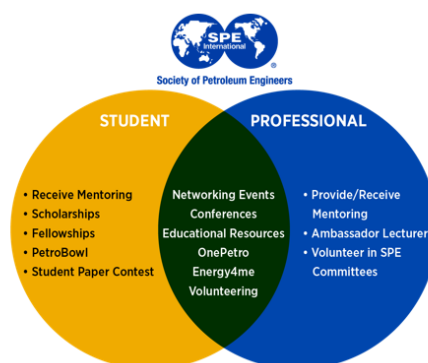 SPE
International
®
Society of Petroleum Engineers
STUDENT
PROFESSIONAL
• Receive Mentoring
• Scholarships
• Fellowships
• PetroBowl
• Student Paper Contest
Networking Events
Conferences
Educational Resources
OnePetro
Energy4me
Volunteering
• Provide/Receive
Mentoring
• Ambassador Lecturer
• Volunteer in SPE
Committees